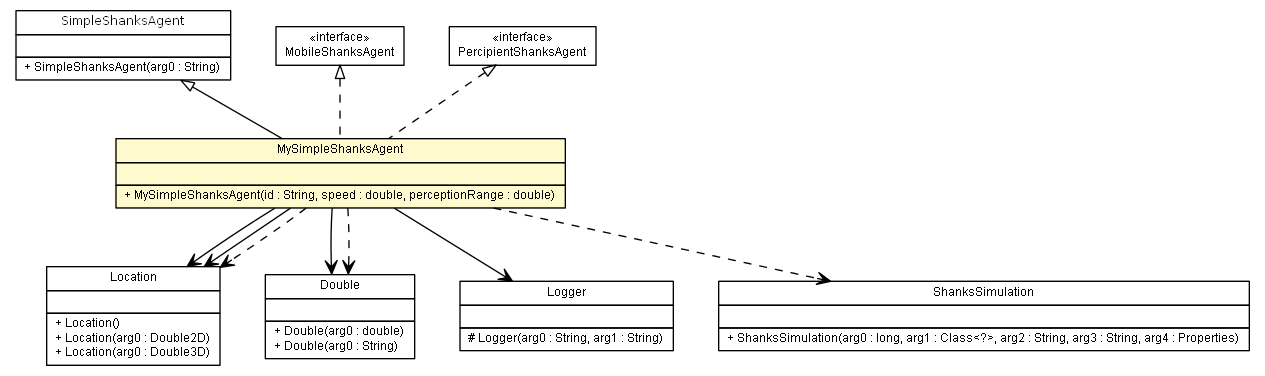 SimpleShanksAgent
+ SimpleShanksAgent(arg0 : String)
«interface»
MobileShanksAgent
«interface»
PercipientShanksAgent
MySimpleShanksAgent
+ MySimpleShanksAgent(id : String, speed : double, perceptionRange : double)
Location
+ Location()
+ Location(arg0 : Double2D)
+ Location(arg0 : Double3D)
Double
+ Double(arg0 : double)
+ Double(arg0 : String)
Logger
# Logger(arg0 : String, arg1 : String)
ShanksSimulation
+ ShanksSimulation(arg0 : long, arg1 : Class<?>, arg2 : String, arg3 : String, arg4 : Properties)